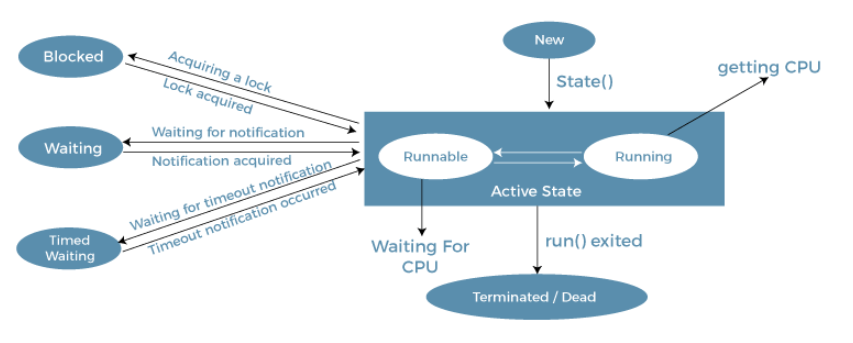 New
State()
getting CPU
Blocked
Acquiring a lock
Lock acquired
Waiting
Waiting for notification
Notification acquired
Runnable
Running
Active State
Waiting for timeout notification
Timeout notification occurred
Timed
Waiting
Waiting For
CPU
run() exited
Terminated / Dead